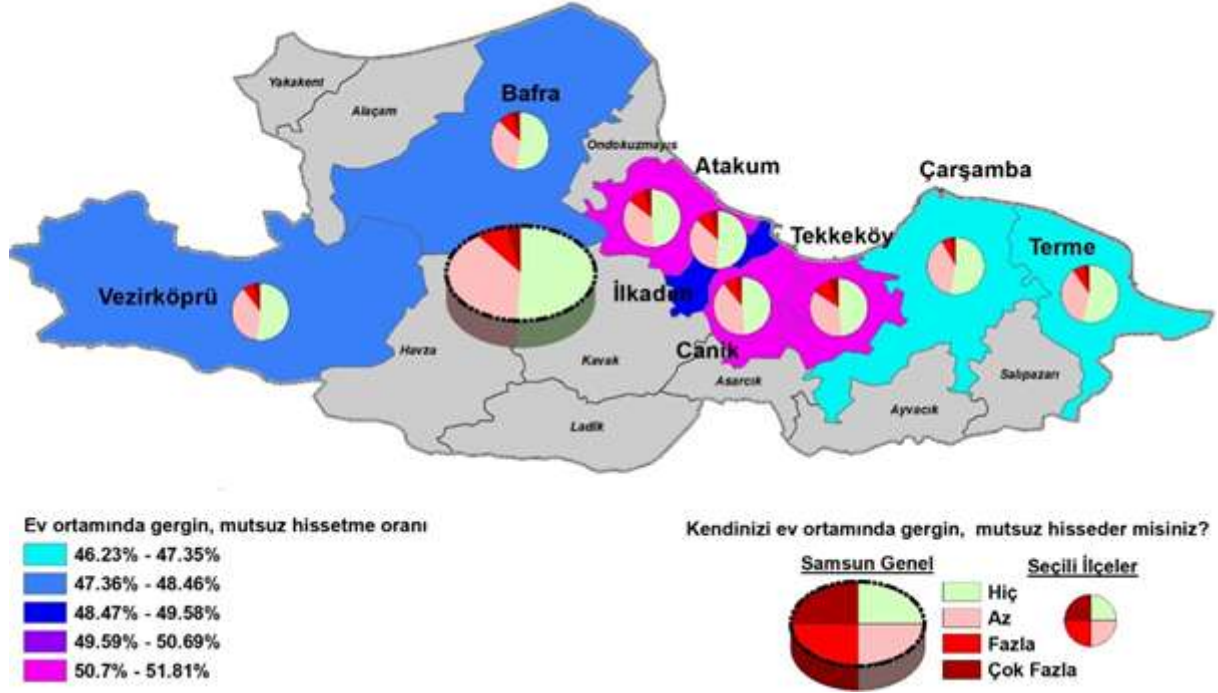 Yakakent
Alaçam
Bafra
Ondokuzmayıs
Atakum
Çarşamba
Tekkeköy
Terme
Vezirköprü
İlkadım
Havza
Kavak
Canik
Asarcık
Salıpazarı
Ayvacık
Ladik
Ev ortamında gergin, mutsuz hissetme oranı
46.23% - 47.35%
47.36% - 48.46%
48.47% - 49.58%
49.59% - 50.69%
50.7% - 51.81%
Kendinizi ev ortamında gergin, mutsuz hisseder misiniz?
Samsun Genel
Seçili İlçeler
Hiç
Az
Fazla
Çok Fazla